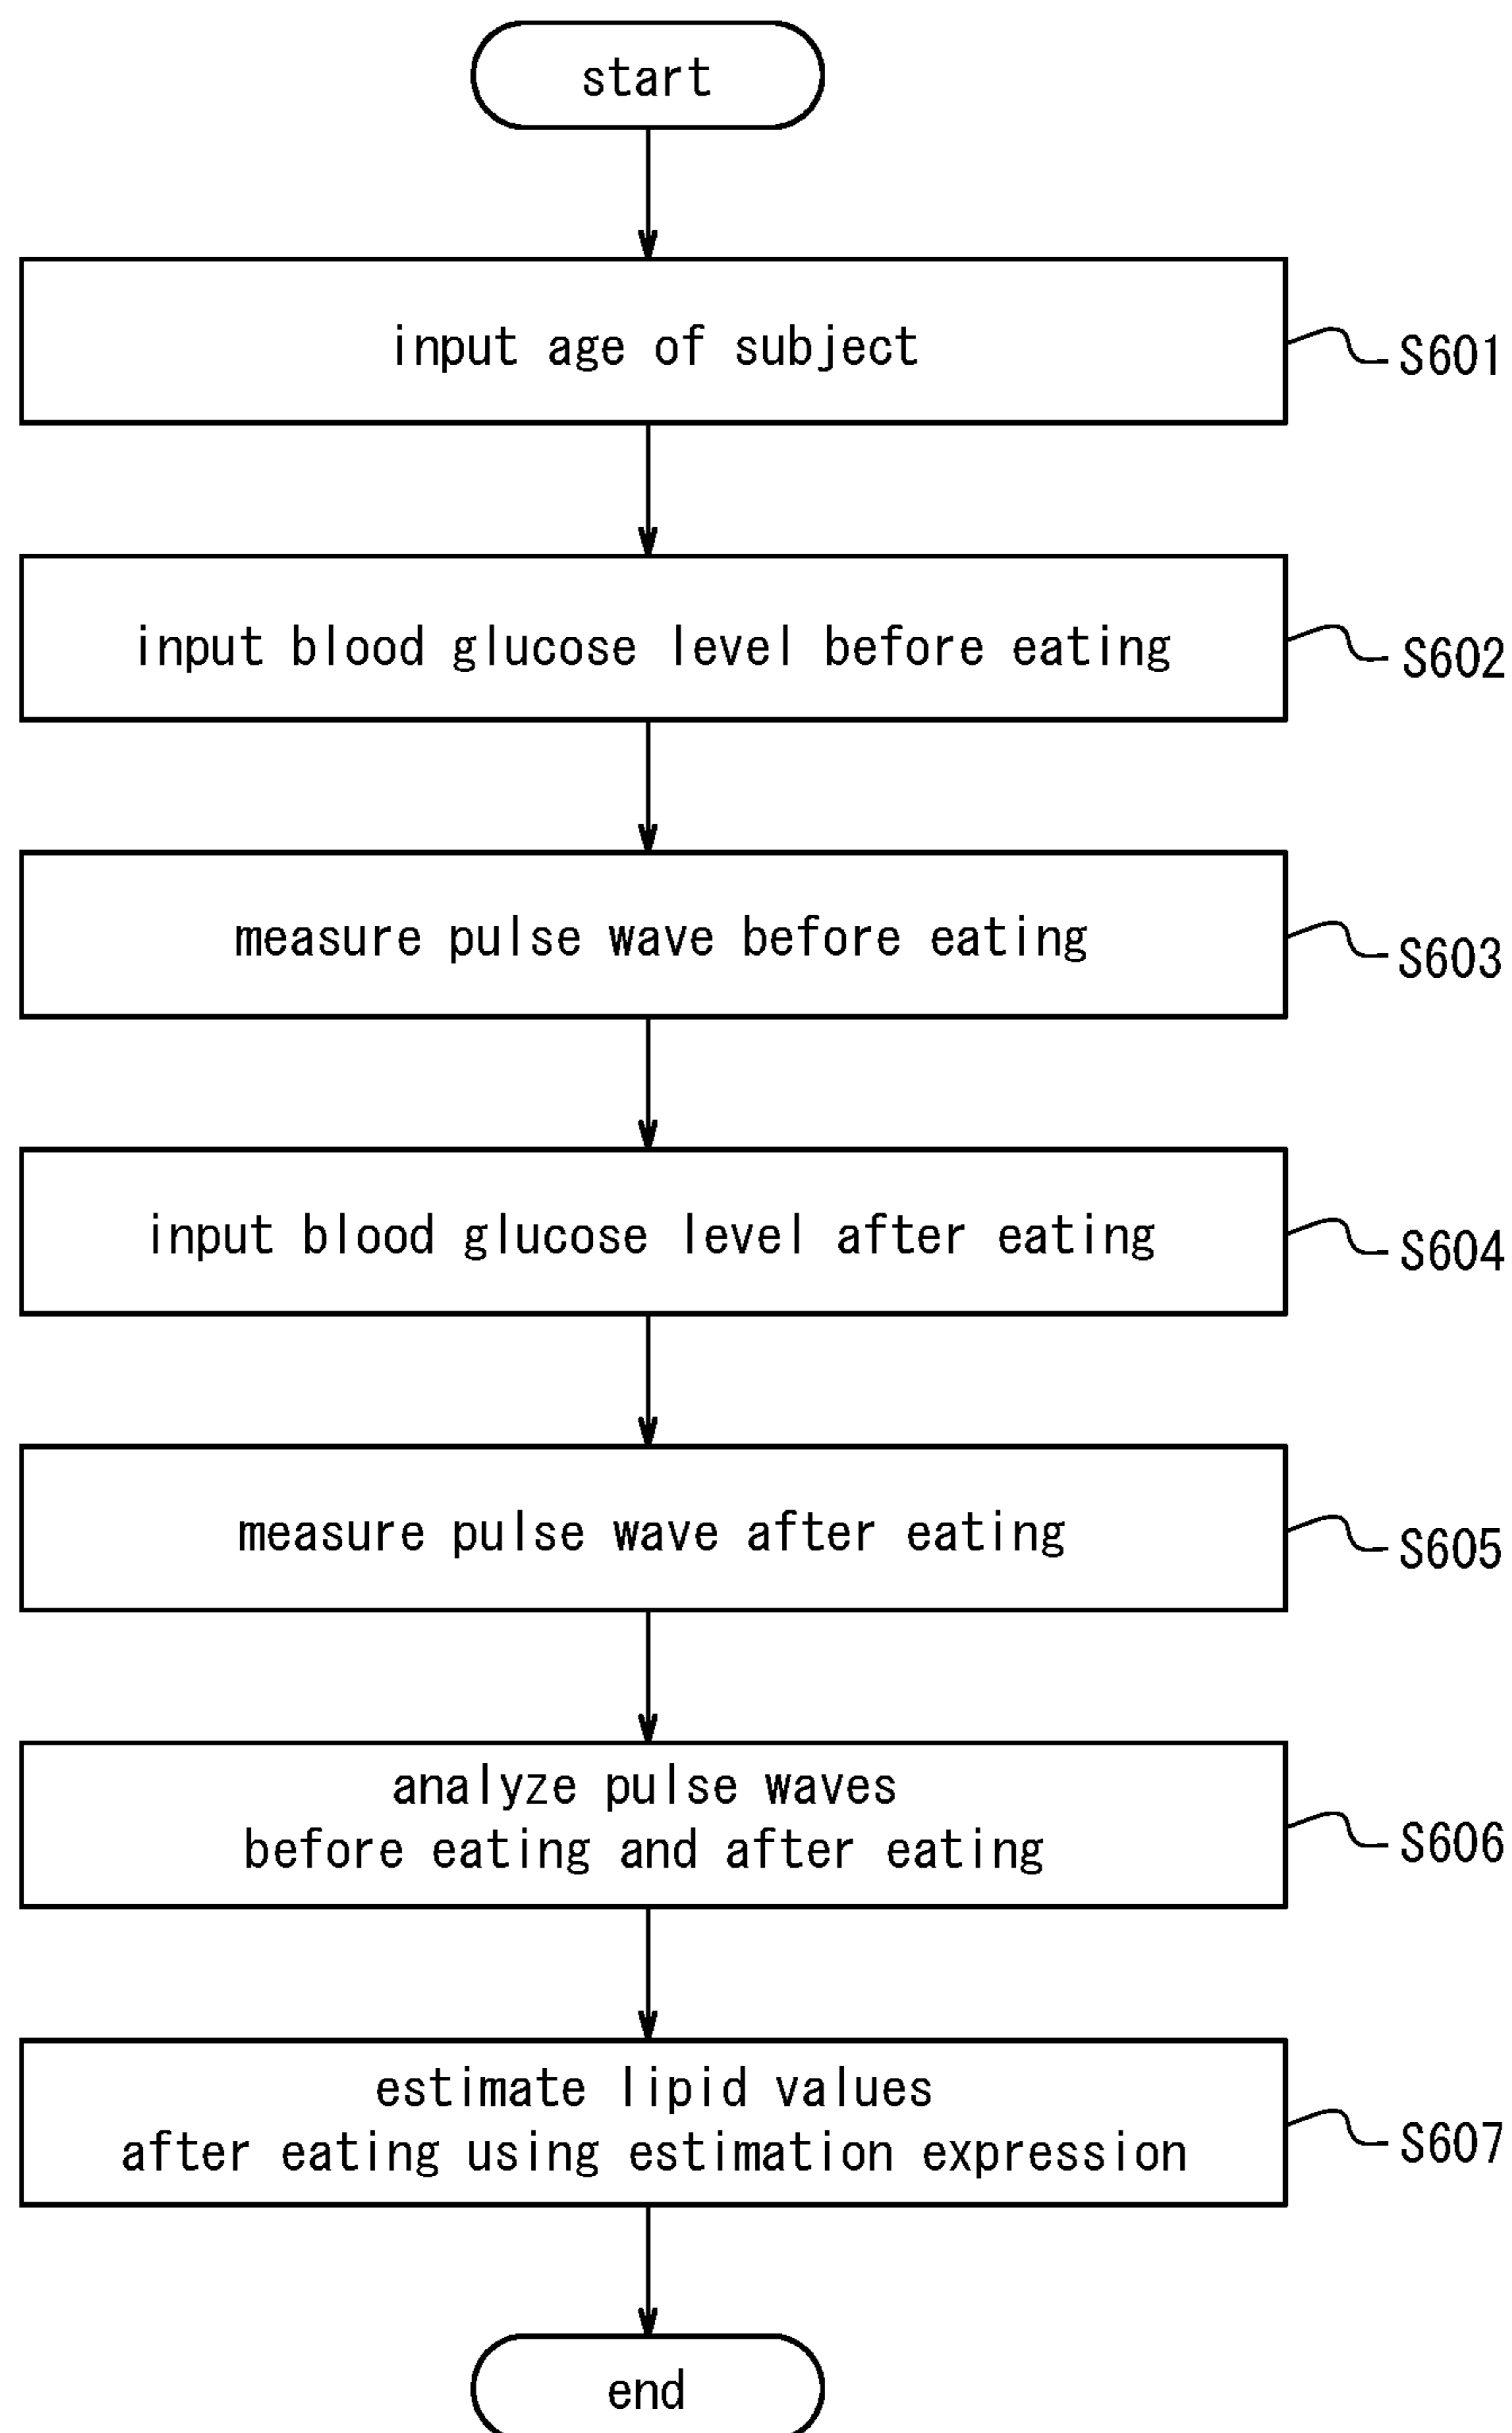 start
input age of subject
S601
input blood glucose level before eating
S602
measure pulse wave before eating
S603
input blood glucose level after eating
S604
measure pulse wave after eating
S605
analyze pulse waves
before eating and after eating
S606
estimate lipid values
after eating using estimation expression
S607
end